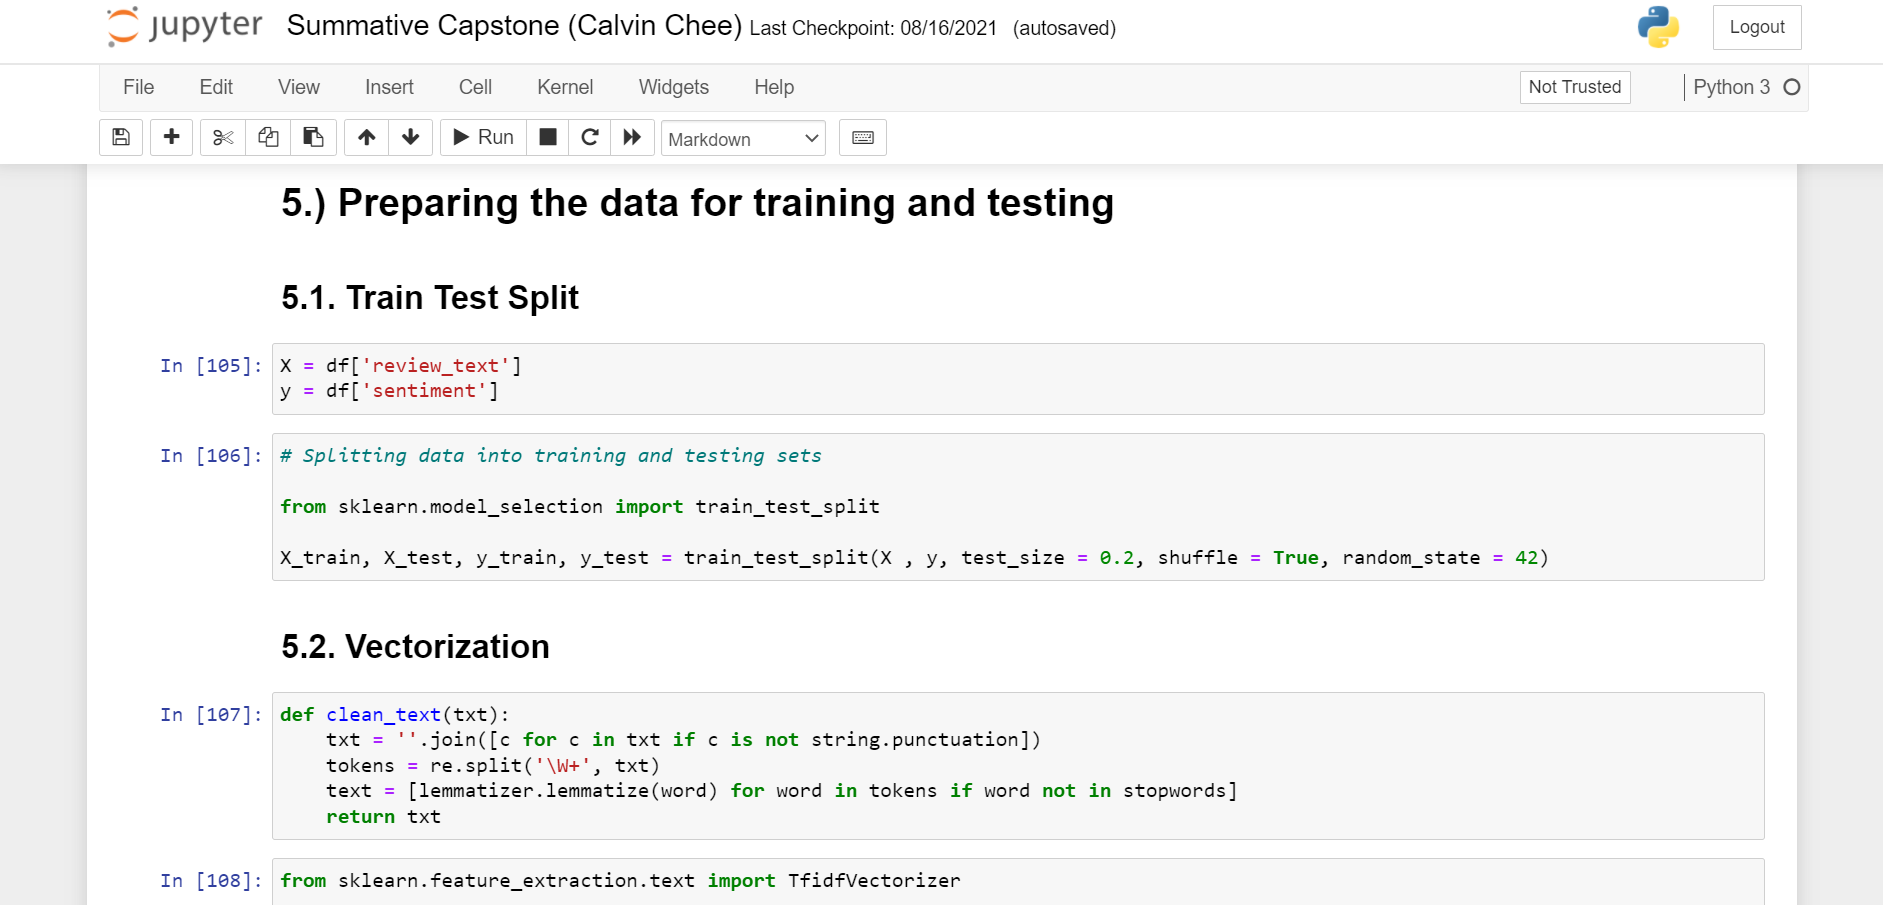 jupyter Summative Capstone (Calvin Chee) Last Checkpoint: 08/16/2021 (autosaved) Logout
File Edit View Insert Cell Kernel Widgets Help Not Trusted Python 3
Run Markdown
5.) Preparing the data for training and testing
5.1. Train Test Split
In [105]: X = df['review_text']
y = df['sentiment']
In [106]: # Splitting data into training and testing sets
from sklearn.model_selection import train_test_split
X_train, X_test, y_train, y_test = train_test_split(X , y, test_size = 0.2, shuffle = True, random_state = 42)
5.2. Vectorization
In [107]: def clean_text(txt):
    txt = ''.join([c for c in txt if c is not string.punctuation])
    tokens = re.split('\W+', txt)
    text = [lemmatizer.lemmatize(word) for word in tokens if word not in stopwords]
    return txt
In [108]: from sklearn.feature_extraction.text import TfidfVectorizer